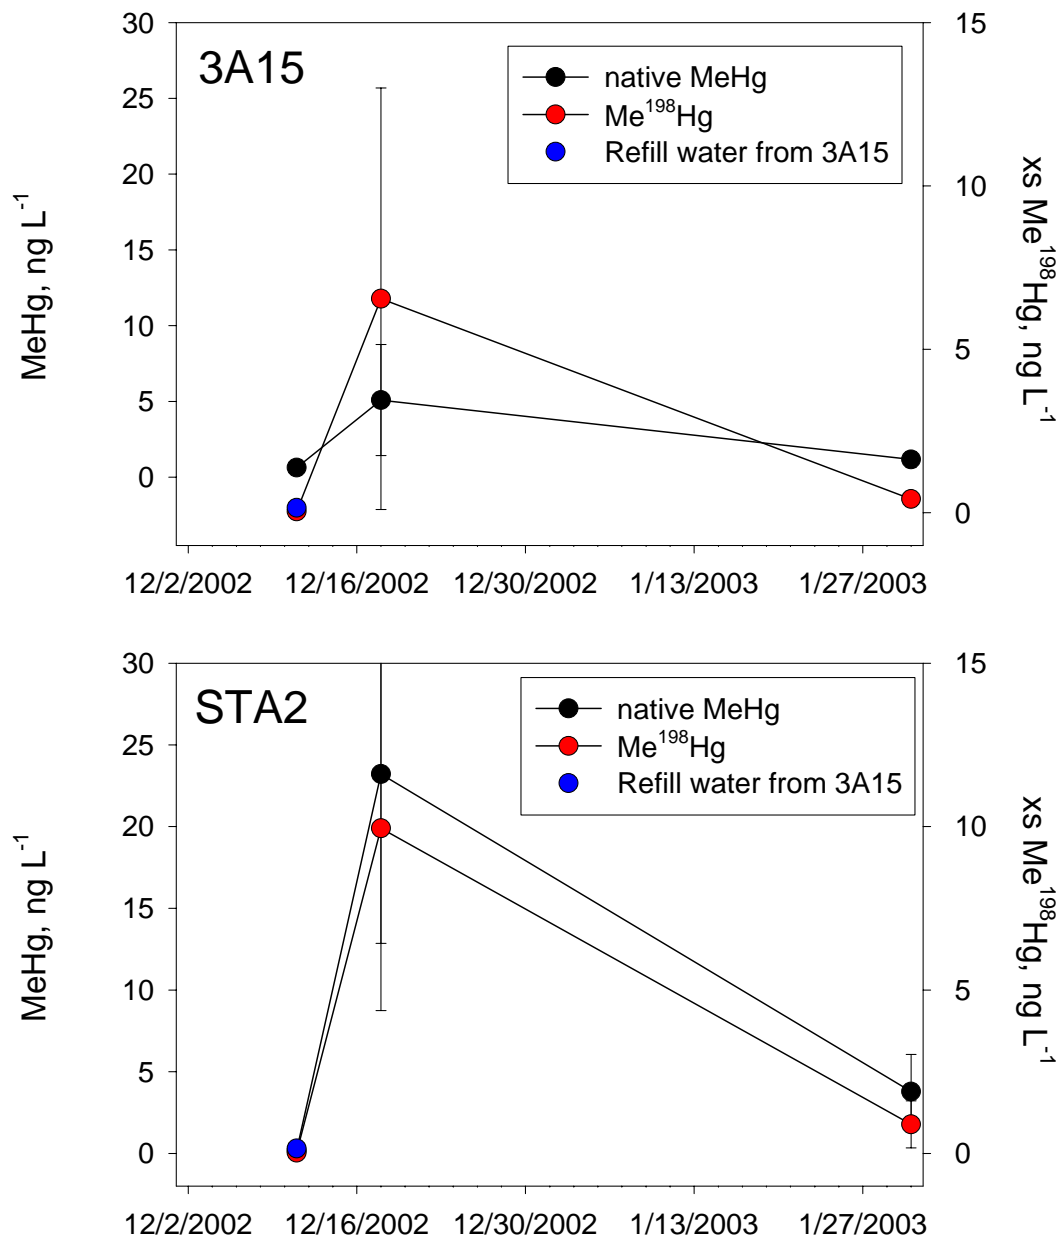 3A15
native MeHg
Me¹⁹⁸Hg
Refill water from 3A15
MeHg, ng L⁻¹
30
25
20
15
10
5
0
15
10
5
0
xs Me¹⁹⁸Hg, ng L⁻¹
12/2/2002 12/16/2002 12/30/2002 1/13/2003 1/27/2003
STA2
native MeHg
Me¹⁹⁸Hg
Refill water from 3A15
MeHg, ng L⁻¹
30
25
20
15
10
5
0
15
10
5
0
xs Me¹⁹⁸Hg, ng L⁻¹
12/2/2002 12/16/2002 12/30/2002 1/13/2003 1/27/2003